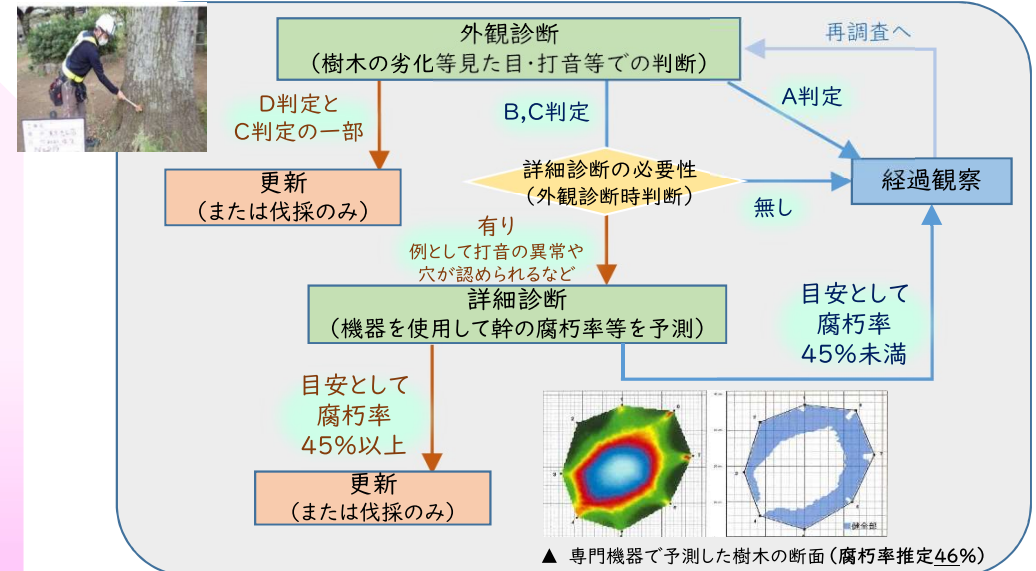 外観診断
(樹木の劣化等見た目・打音等での判断)
再調査へ
D判定と
C判定の一部
B,C判定
A判定
更新
(または伐採のみ)
詳細診断の必要性
(外観診断時判断)
無し
経過観察
有り
例として打音の異常や
穴が認められるなど
詳細診断
(機器を使用して幹の腐朽率等を予測)
目安として
腐朽率
45%未満
目安として
腐朽率
45%以上
更新
(または伐採のみ)
健全部
▲ 専門機器で予測した樹木の断面(腐朽率推定46%)